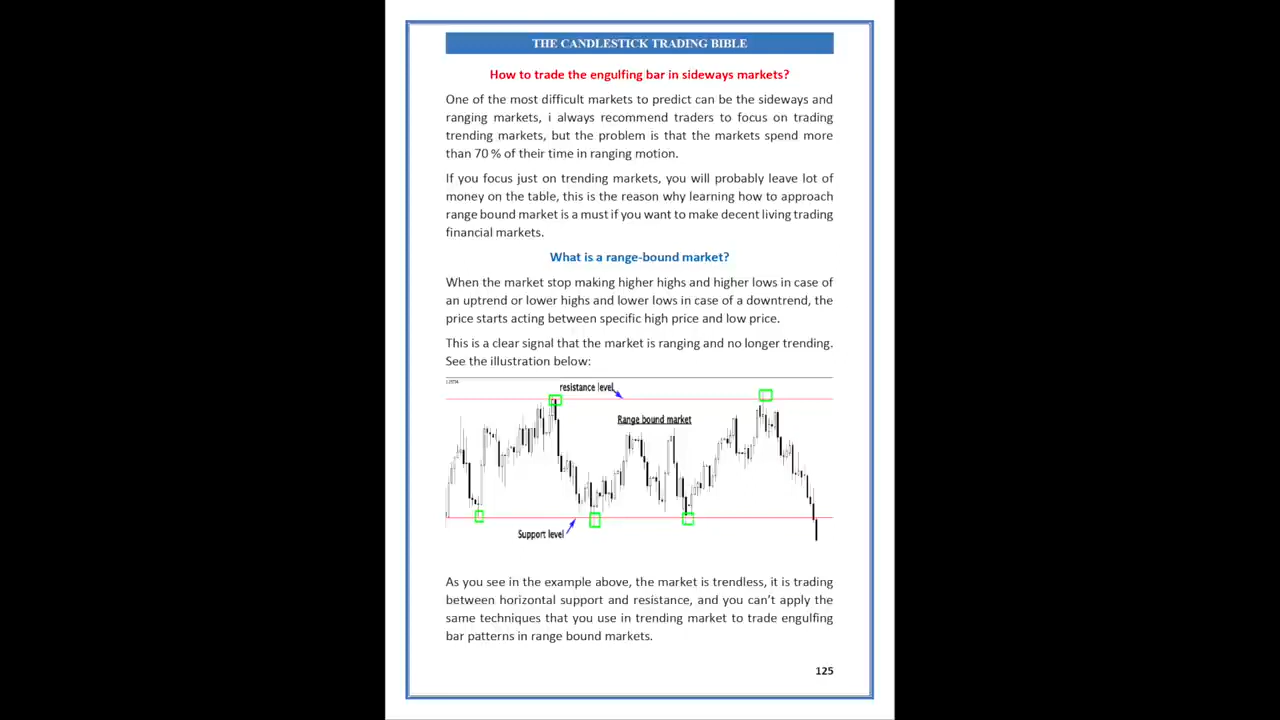 THE CANDLESTICK TRADING BIBLE
How to trade the engulfing bar in sideways markets?
One of the most difficult markets to predict can be the sideways and
ranging markets, i always recommend traders to focus on trading
trending markets, but the problem is that the markets spend more
than 70 % of their time in ranging motion.
If you focus just on trending markets, you will probably leave lot of
money on the table, this is the reason why learning how to approach
range bound market is a must if you want to make decent living trading
financial markets.
What is a range-bound market?
When the market stop making higher highs and higher lows in case of
an uptrend or lower highs and lower lows in case of a downtrend, the
price starts acting between specific high price and low price.
This is a clear signal that the market is ranging and no longer trending.
See the illustration below:
resistance level
Range bound market
Support level
As you see in the example above, the market is trendless, it is trading
between horizontal support and resistance, and you can’t apply the
same techniques that you use in trending market to trade engulfing
bar patterns in range bound markets.
125